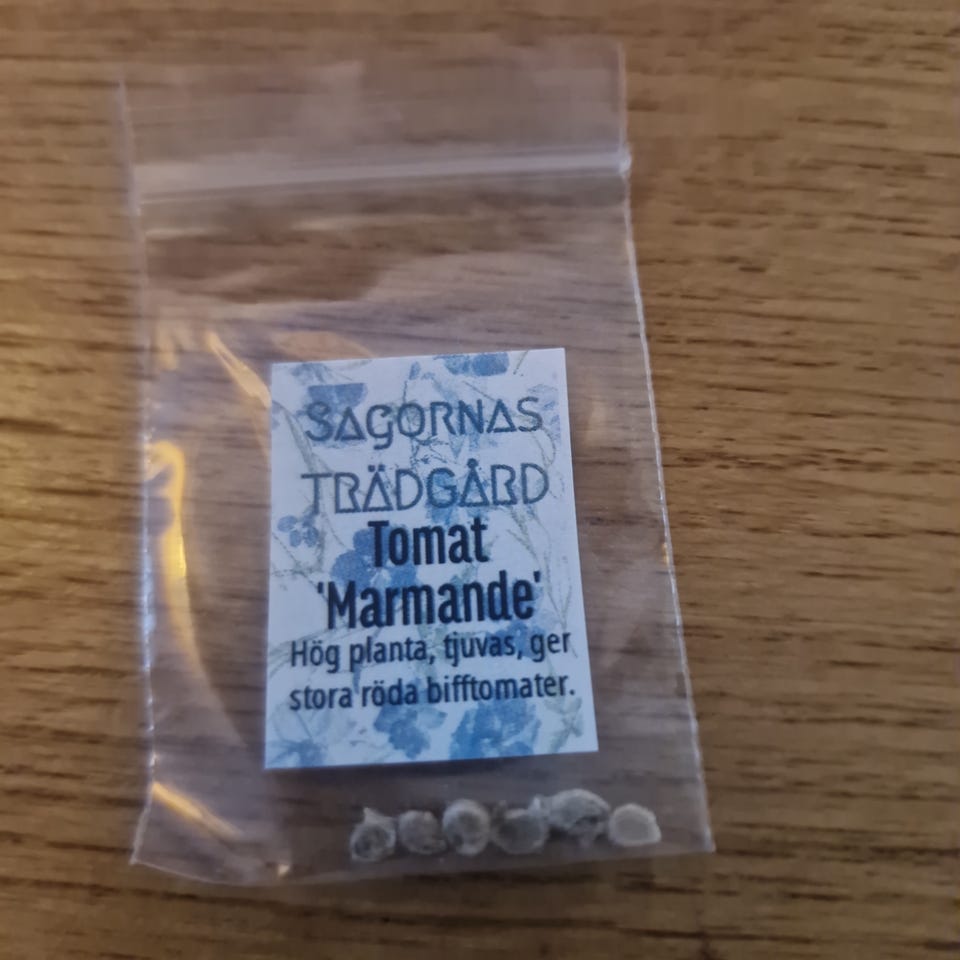 SAGORNAS
TRÄDGÅRD
Tomat
'Marmande'
Hög planta, tjuvas, ger
stora röda bifftomater.